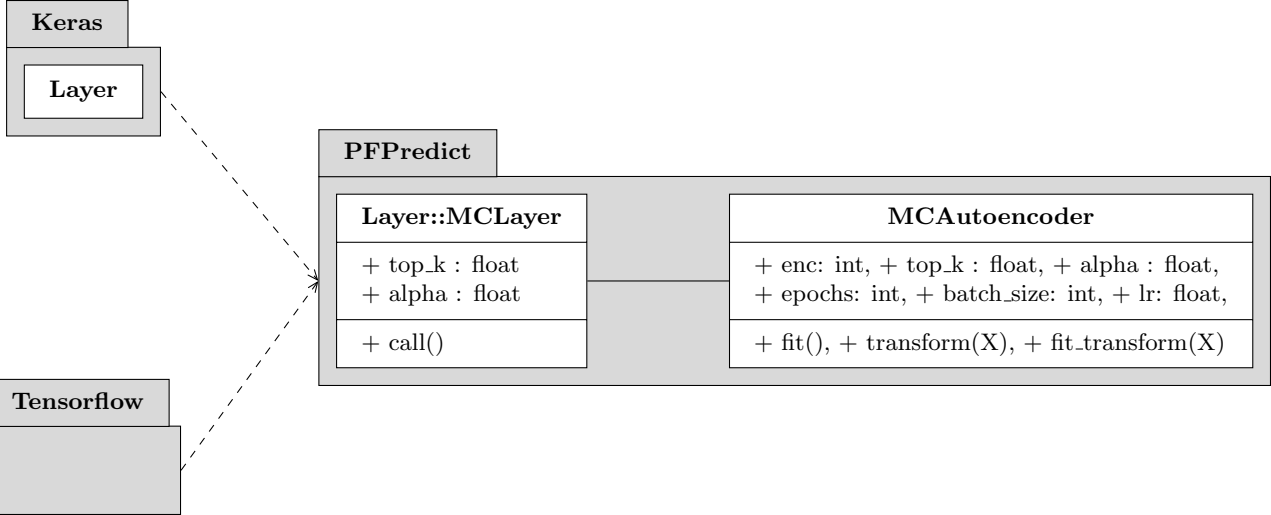 Keras
Layer
PFPredict
Layer::MCLayer
+ top_k : float
+ alpha : float
+ call()
MCAutoencoder
+ enc: int, + top_k : float, + alpha : float,
+ epochs: int, + batch_size: int, + lr: float,
+ fit(), + transform(X), + fit_transform(X)
Tensorflow